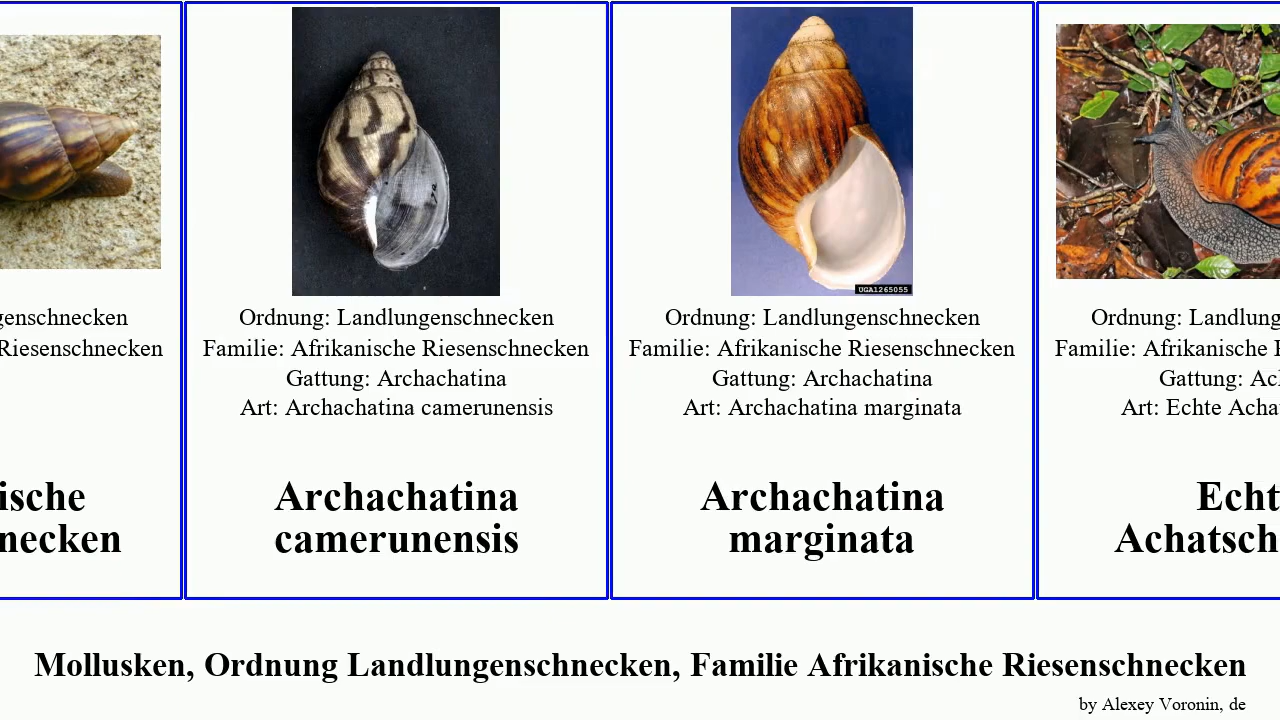 genschnecken
Riesenschnecken
ische
necken
UGA1265055
Ordnung: Landlungenschnecken
Familie: Afrikanische Riesenschnecken
Gattung: Archachatina
Art: Archachatina camerunensis
Archachatina
camerunensis
Ordnung: Landlungenschnecken
Familie: Afrikanische Riesenschnecken
Gattung: Archachatina
Art: Archachatina marginata
Archachatina
marginata
Ordnung: Landlung
Familie: Afrikanische
Gattung: Ac
Art: Echte Acha
Echt
Achatsch
Mollusken, Ordnung Landlungenschnecken, Familie Afrikanische Riesenschnecken
by Alexey Voronin, de